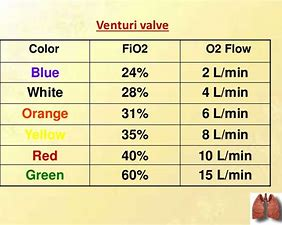 Venturi valve
Color FiO2 O2 Flow
Blue 24% 2 L/min
White 28% 4 L/min
Orange 31% 6 L/min
Yellow 35% 8 L/min
Red 40% 10 L/min
Green 60% 15 L/min